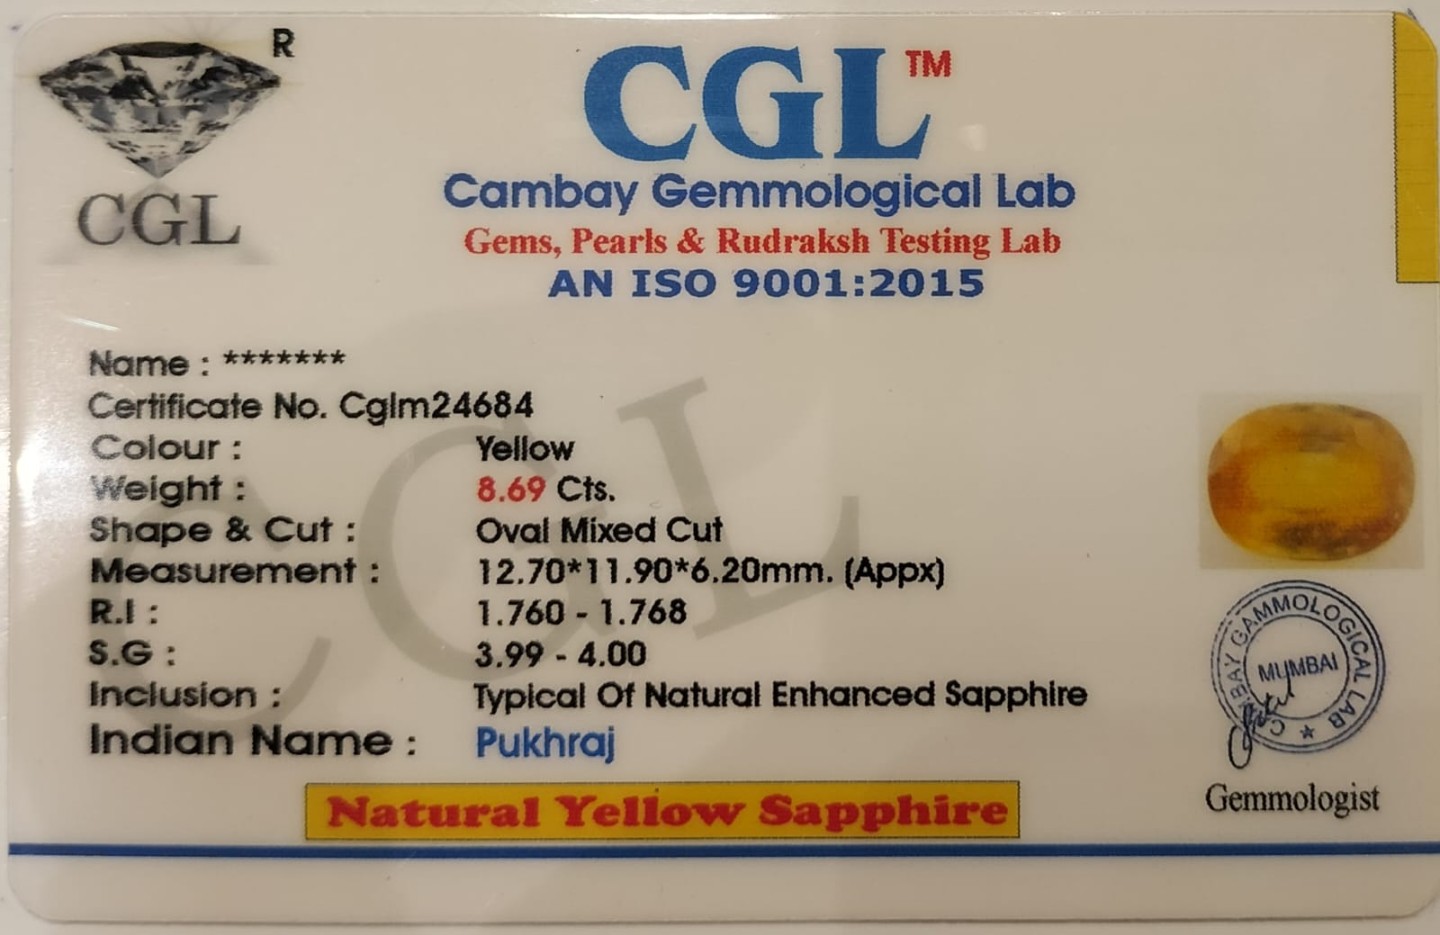 R
CGL
CGL™
Cambay Gemmological Lab
Gems, Pearls & Rudraksh Testing Lab
AN ISO 9001:2015
Name : *******
Certificate No. Cglm24684
Colour : Yellow
Weight : 8.69 Cts.
Shape & Cut : Oval Mixed Cut
Measurement : 12.70*11.90*6.20mm. (Appx)
R.I : 1.760 - 1.768
S.G : 3.99 - 4.00
Inclusion : Typical Of Natural Enhanced Sapphire
Indian Name : Pukhraj
Natural Yellow Sapphire
CGL
CAMBAY GAMMOLOGICAL LAB ★
MUMBAI
Gemmologist